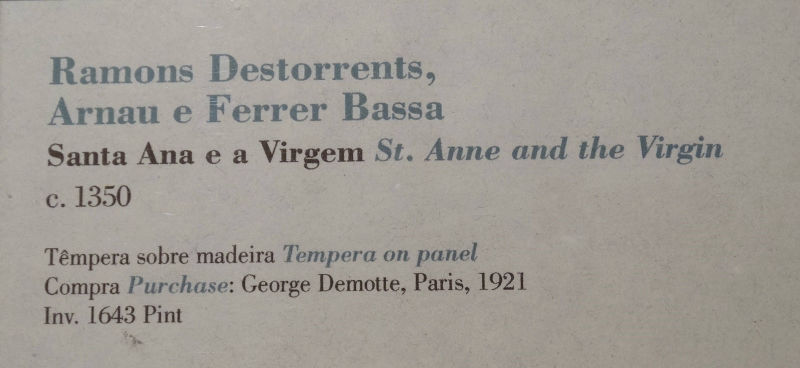 Ramons Destorrents,
Arnau e Ferrer Bassa
Santa Ana e a Virgem St. Anne and the Virgin
c. 1350
Têmpera sobre madeira Tempera on panel
Compra Purchase: George Demotte, Paris, 1921
Inv. 1643 Pint